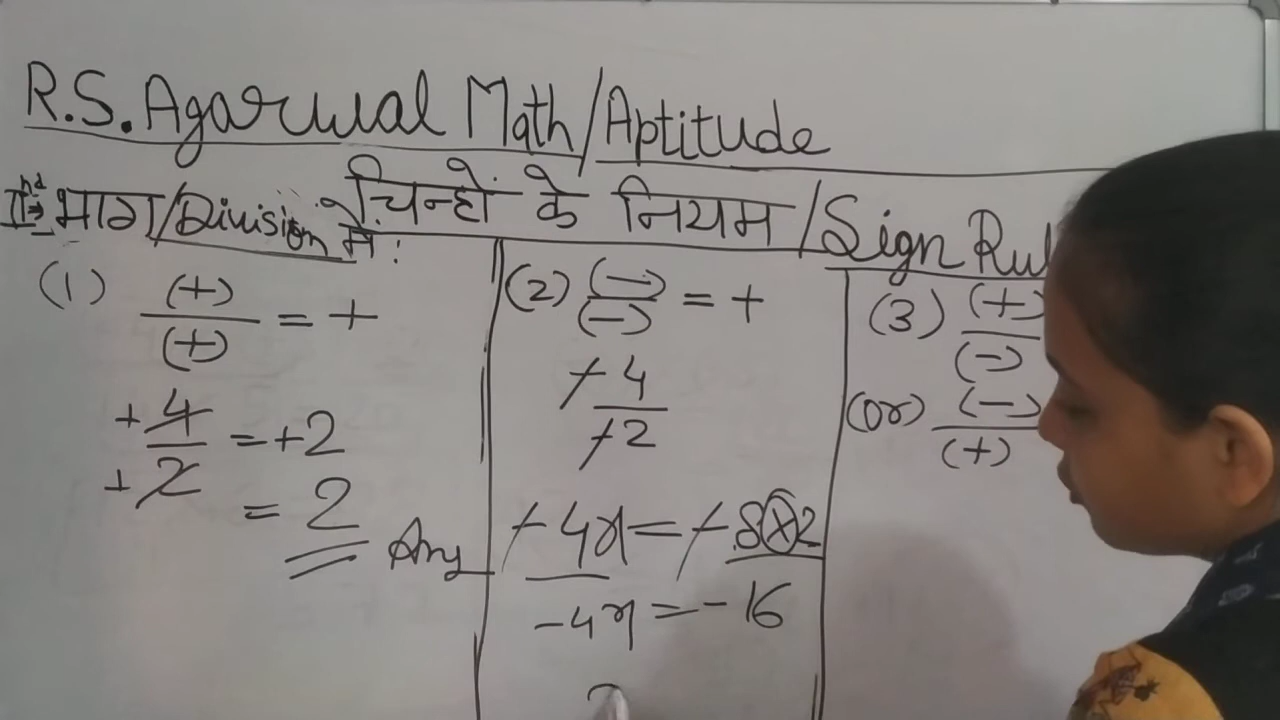 R.S. Agarwal Math/Aptitude
IInd⇒ भाग/Division में: चिन्हों के नियम/Sign Rul
(1) (+)/(+) = +
+4/+2 = +2
= 2 Ans
(2) (-)/(-) = +
-4/-2
-4x = -8×2
-4x = -16
(3) (+)/(-)
(or) (-)/(+)